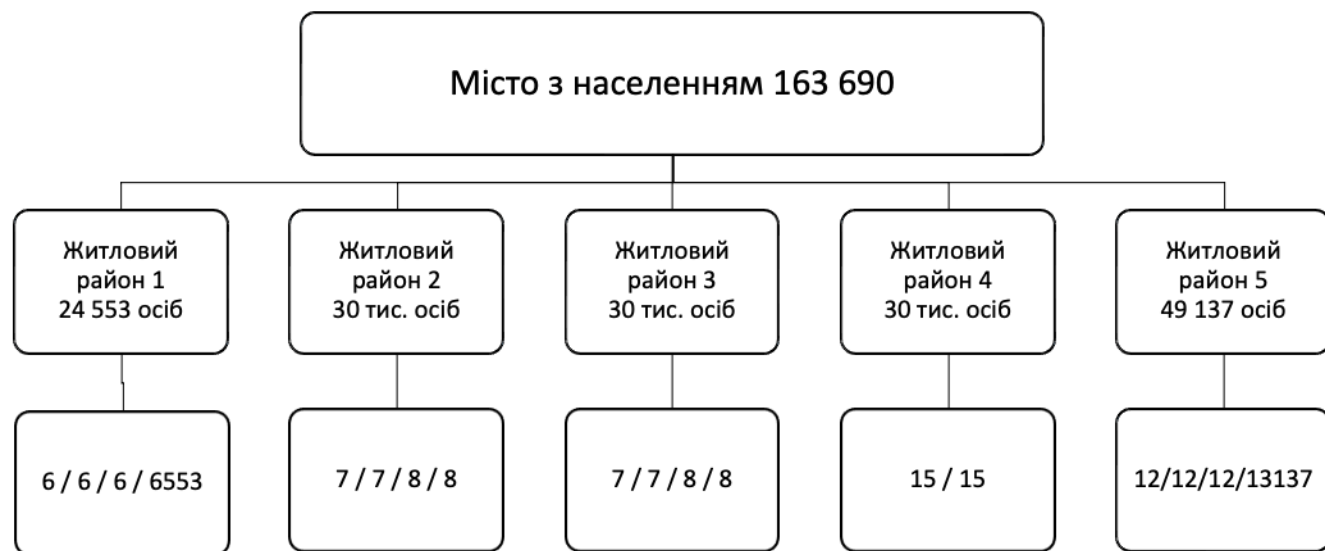 Місто з населенням 163 690
Житловий
район 1
24 553 осіб
Житловий
район 2
30 тис. осіб
Житловий
район 3
30 тис. осіб
Житловий
район 4
30 тис. осіб
Житловий
район 5
49 137 осіб
6 / 6 / 6 / 6553
7 / 7 / 8 / 8
7 / 7 / 8 / 8
15 / 15
12/12/12/13137